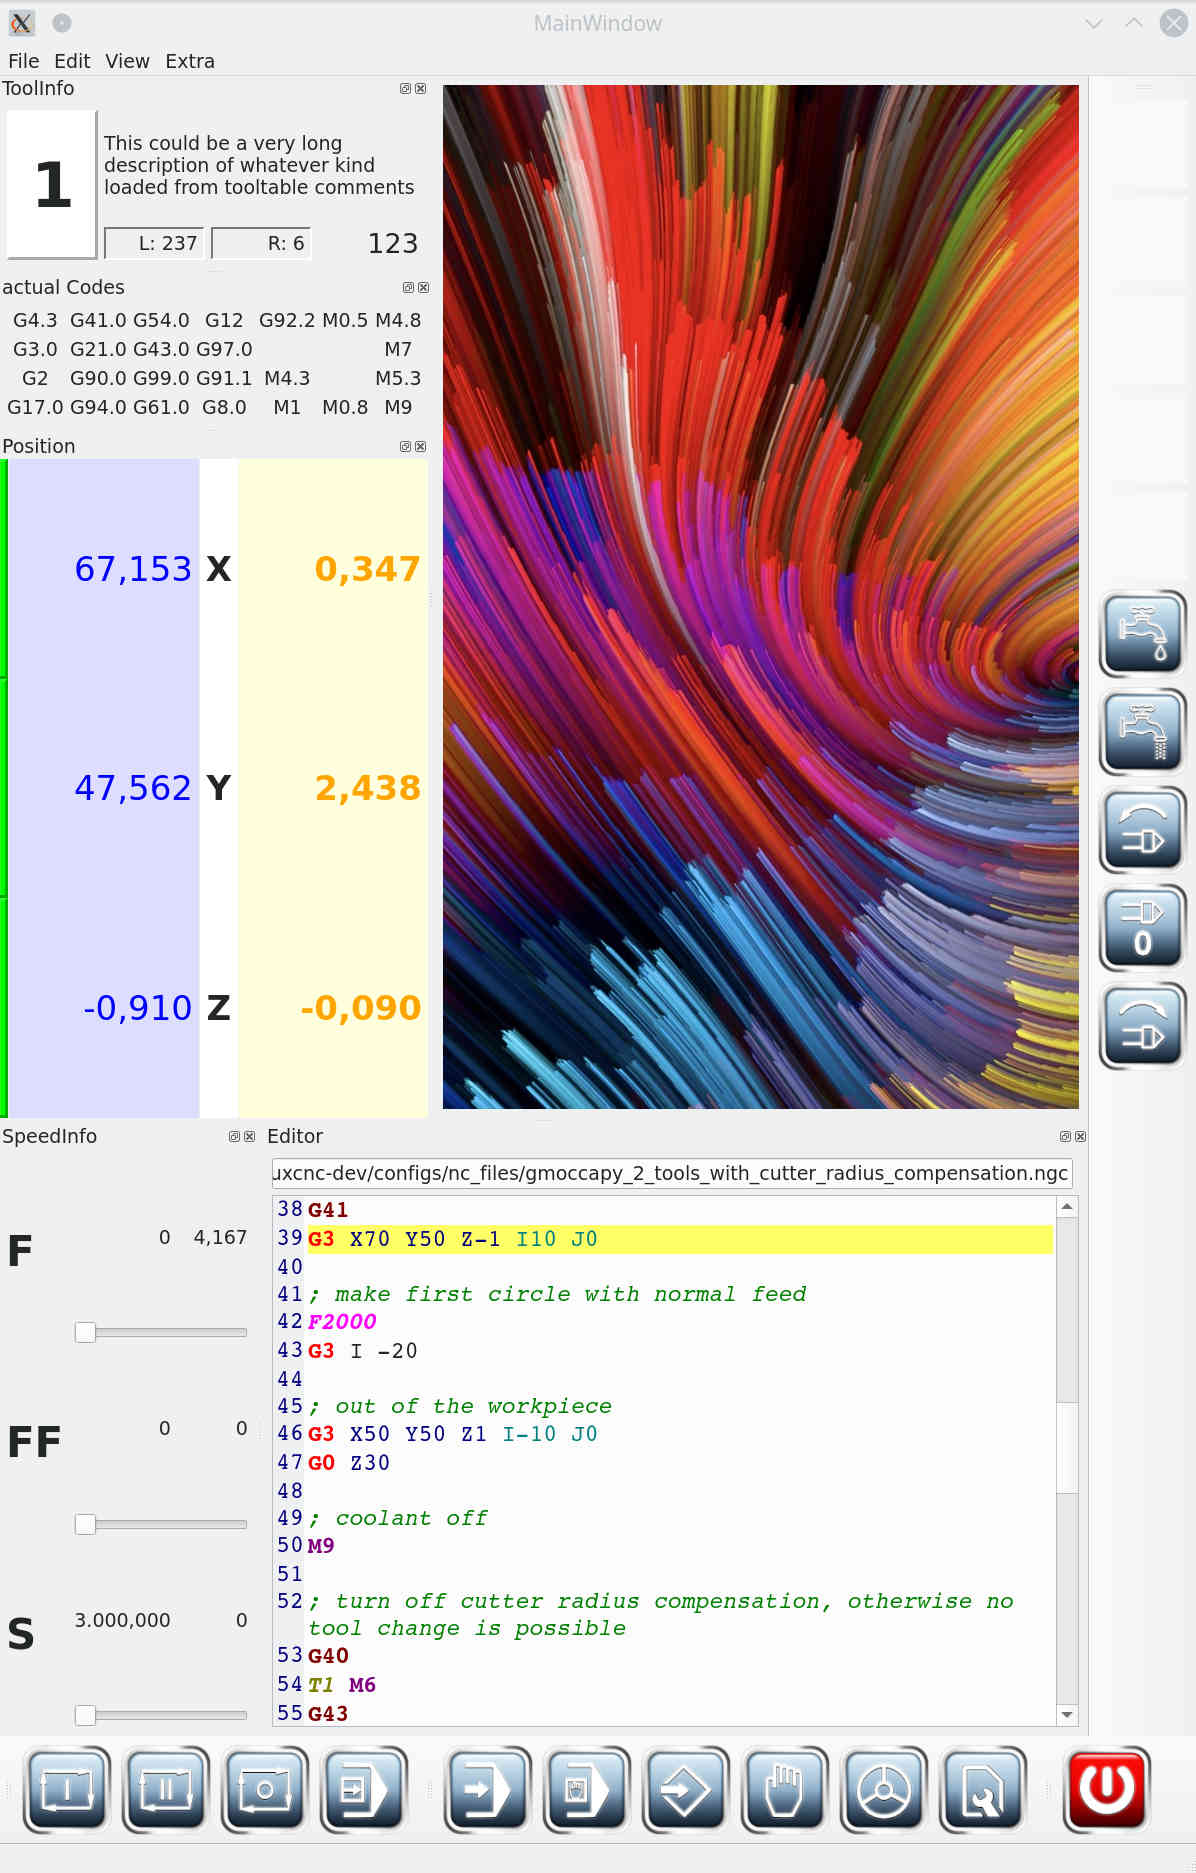 MainWindow
File Edit View Extra
ToolInfo
1
This could be a very long
description of whatever kind
loaded from tooltable comments
L: 237 R: 6 123
actual Codes
G4.3 G41.0 G54.0 G12 G92.2 M0.5 M4.8
G3.0 G21.0 G43.0 G97.0 M7
G2 G90.0 G99.0 G91.1 M4.3 M5.3
G17.0 G94.0 G61.0 G8.0 M1 M0.8 M9
Position
67,153 X 0,347
47,562 Y 2,438
-0,910 Z -0,090
0
SpeedInfo
F 0 4,167
FF 0 0
S 3.000,000 0
Editor
uxcnc-dev/configs/nc_files/gmoccapy_2_tools_with_cutter_radius_compensation.ngc
38 G41
39 G3 X70 Y50 Z-1 I10 J0
40
41 ; make first circle with normal feed
42 F2000
43 G3 I -20
44
45 ; out of the workpiece
46 G3 X50 Y50 Z1 I-10 J0
47 G0 Z30
48
49 ; coolant off
50 M9
51
52 ; turn off cutter radius compensation, otherwise no
tool change is possible
53 G40
54 T1 M6
55 G43